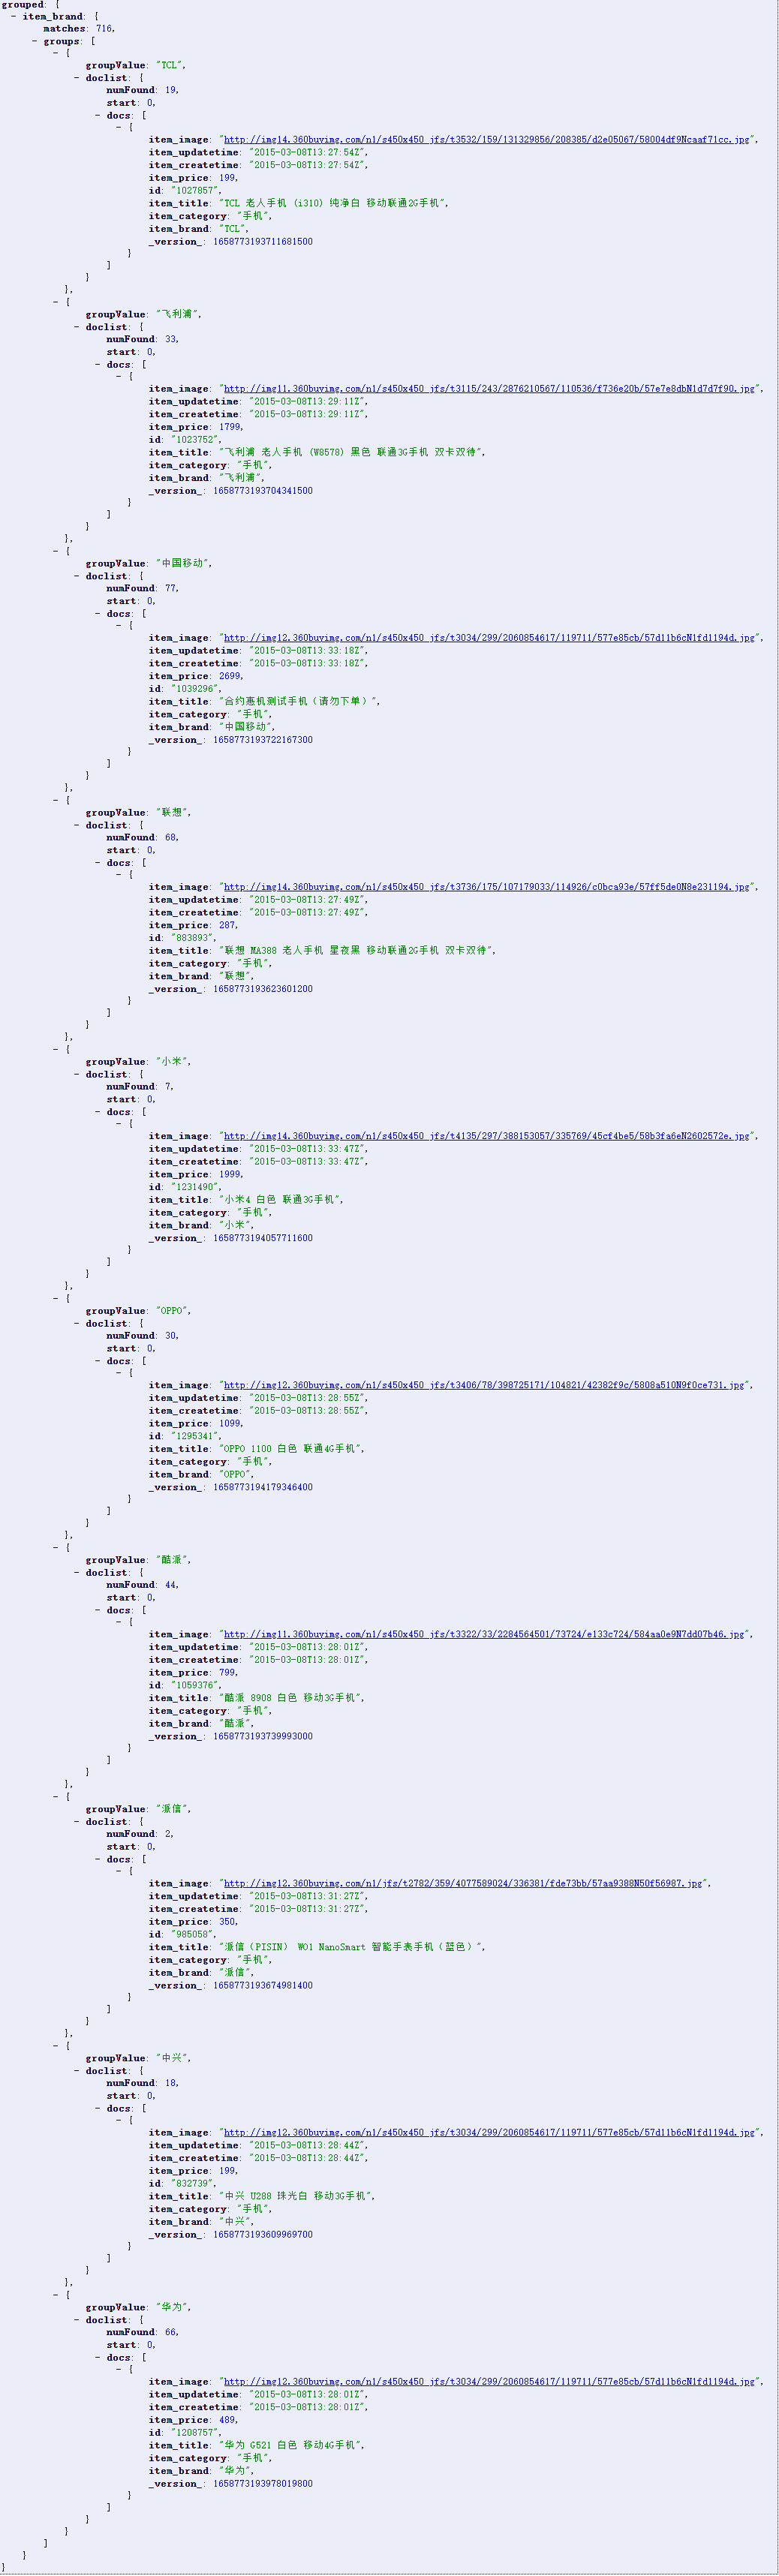 grouped: {
- item_brand: {
matches: 716,
- groups: [
- {
groupValue: "TCL",
- doclist: {
numFound: 19,
start: 0,
- docs: [
- {
item_image: "http://img14.360buyimg.com/n1/s450x450_jfs/t3532/159/131329856/208385/d2e05067/58004df9Ncaaf71cc.jpg",
item_updatetime: "2015-03-08T13:27:54Z",
item_createtime: "2015-03-08T13:27:54Z",
item_price: 199,
id: "1027857",
item_title: "TCL 老人手机 (i310) 纯净白 移动联通2G手机",
item_category: "手机",
item_brand: "TCL",
_version_: 1658773193711681500
}
]
}
},
- {
groupValue: "飞利浦",
- doclist: {
numFound: 33,
start: 0,
- docs: [
- {
item_image: "http://img11.360buyimg.com/n1/s450x450_jfs/t3115/243/2876210567/110536/f736e20b/57e7e8dbN1d7d7f90.jpg",
item_updatetime: "2015-03-08T13:29:11Z",
item_createtime: "2015-03-08T13:29:11Z",
item_price: 1799,
id: "1023752",
item_title: "飞利浦 老人手机 (W8578) 黑色 联通3G手机 双卡双待",
item_category: "手机",
item_brand: "飞利浦",
_version_: 1658773193704341500
}
]
}
},
- {
groupValue: "中国移动",
- doclist: {
numFound: 77,
start: 0,
- docs: [
- {
item_image: "http://img12.360buyimg.com/n1/s450x450_jfs/t3034/299/2060854617/119711/577e85cb/57d11b6cN1fd1194d.jpg",
item_updatetime: "2015-03-08T13:33:18Z",
item_createtime: "2015-03-08T13:33:18Z",
item_price: 2699,
id: "1039296",
item_title: "合约惠机测试手机（请勿下单）",
item_category: "手机",
item_brand: "中国移动",
_version_: 1658773193722167300
}
]
}
},
- {
groupValue: "联想",
- doclist: {
numFound: 68,
start: 0,
- docs: [
- {
item_image: "http://img14.360buyimg.com/n1/s450x450_jfs/t3736/175/107179033/114926/c0bca93e/57ff5de0N8e231194.jpg",
item_updatetime: "2015-03-08T13:27:49Z",
item_createtime: "2015-03-08T13:27:49Z",
item_price: 287,
id: "883893",
item_title: "联想 MA388 老人手机 星夜黑 移动联通2G手机 双卡双待",
item_category: "手机",
item_brand: "联想",
_version_: 1658773193623601200
}
]
}
},
- {
groupValue: "小米",
- doclist: {
numFound: 7,
start: 0,
- docs: [
- {
item_image: "http://img14.360buyimg.com/n1/s450x450_jfs/t4135/297/388153057/335769/45cf4be5/58b3fa6eN2602572e.jpg",
item_updatetime: "2015-03-08T13:33:47Z",
item_createtime: "2015-03-08T13:33:47Z",
item_price: 1999,
id: "1231490",
item_title: "小米4 白色 联通3G手机",
item_category: "手机",
item_brand: "小米",
_version_: 1658773194057711600
}
]
}
},
- {
groupValue: "OPPO",
- doclist: {
numFound: 30,
start: 0,
- docs: [
- {
item_image: "http://img12.360buyimg.com/n1/s450x450_jfs/t3406/78/398725171/104821/42382f9c/5808a510N9f0ce731.jpg",
item_updatetime: "2015-03-08T13:28:55Z",
item_createtime: "2015-03-08T13:28:55Z",
item_price: 1099,
id: "1295341",
item_title: "OPPO 1100 白色 联通4G手机",
item_category: "手机",
item_brand: "OPPO",
_version_: 1658773194179346400
}
]
}
},
- {
groupValue: "酷派",
- doclist: {
numFound: 44,
start: 0,
- docs: [
- {
item_image: "http://img11.360buyimg.com/n1/s450x450_jfs/t3322/33/2284564501/73724/e133c724/584aa0e9N7dd07b46.jpg",
item_updatetime: "2015-03-08T13:28:01Z",
item_createtime: "2015-03-08T13:28:01Z",
item_price: 799,
id: "1059376",
item_title: "酷派 8908 白色 移动3G手机",
item_category: "手机",
item_brand: "酷派",
_version_: 1658773193739993000
}
]
}
},
- {
groupValue: "派信",
- doclist: {
numFound: 2,
start: 0,
- docs: [
- {
item_image: "http://img12.360buyimg.com/n1/jfs/t2782/359/4077589024/336381/fde73bb/57aa9388N50f56987.jpg",
item_updatetime: "2015-03-08T13:31:27Z",
item_createtime: "2015-03-08T13:31:27Z",
item_price: 350,
id: "985058",
item_title: "派信（PISIN） W01 NanoSmart 智能手表手机（蓝色）",
item_category: "手机",
item_brand: "派信",
_version_: 1658773193674981400
}
]
}
},
- {
groupValue: "中兴",
- doclist: {
numFound: 18,
start: 0,
- docs: [
- {
item_image: "http://img12.360buyimg.com/n1/s450x450_jfs/t3034/299/2060854617/119711/577e85cb/57d11b6cN1fd1194d.jpg",
item_updatetime: "2015-03-08T13:28:44Z",
item_createtime: "2015-03-08T13:28:44Z",
item_price: 199,
id: "832739",
item_title: "中兴 U288 珠光白 移动3G手机",
item_category: "手机",
item_brand: "中兴",
_version_: 1658773193609969700
}
]
}
},
- {
groupValue: "华为",
- doclist: {
numFound: 66,
start: 0,
- docs: [
- {
item_image: "http://img12.360buyimg.com/n1/s450x450_jfs/t3034/299/2060854617/119711/577e85cb/57d11b6cN1fd1194d.jpg",
item_updatetime: "2015-03-08T13:28:01Z",
item_createtime: "2015-03-08T13:28:01Z",
item_price: 489,
id: "1208757",
item_title: "华为 G521 白色 移动4G手机",
item_category: "手机",
item_brand: "华为",
_version_: 1658773193978019800
}
]
}
}
]
}
}